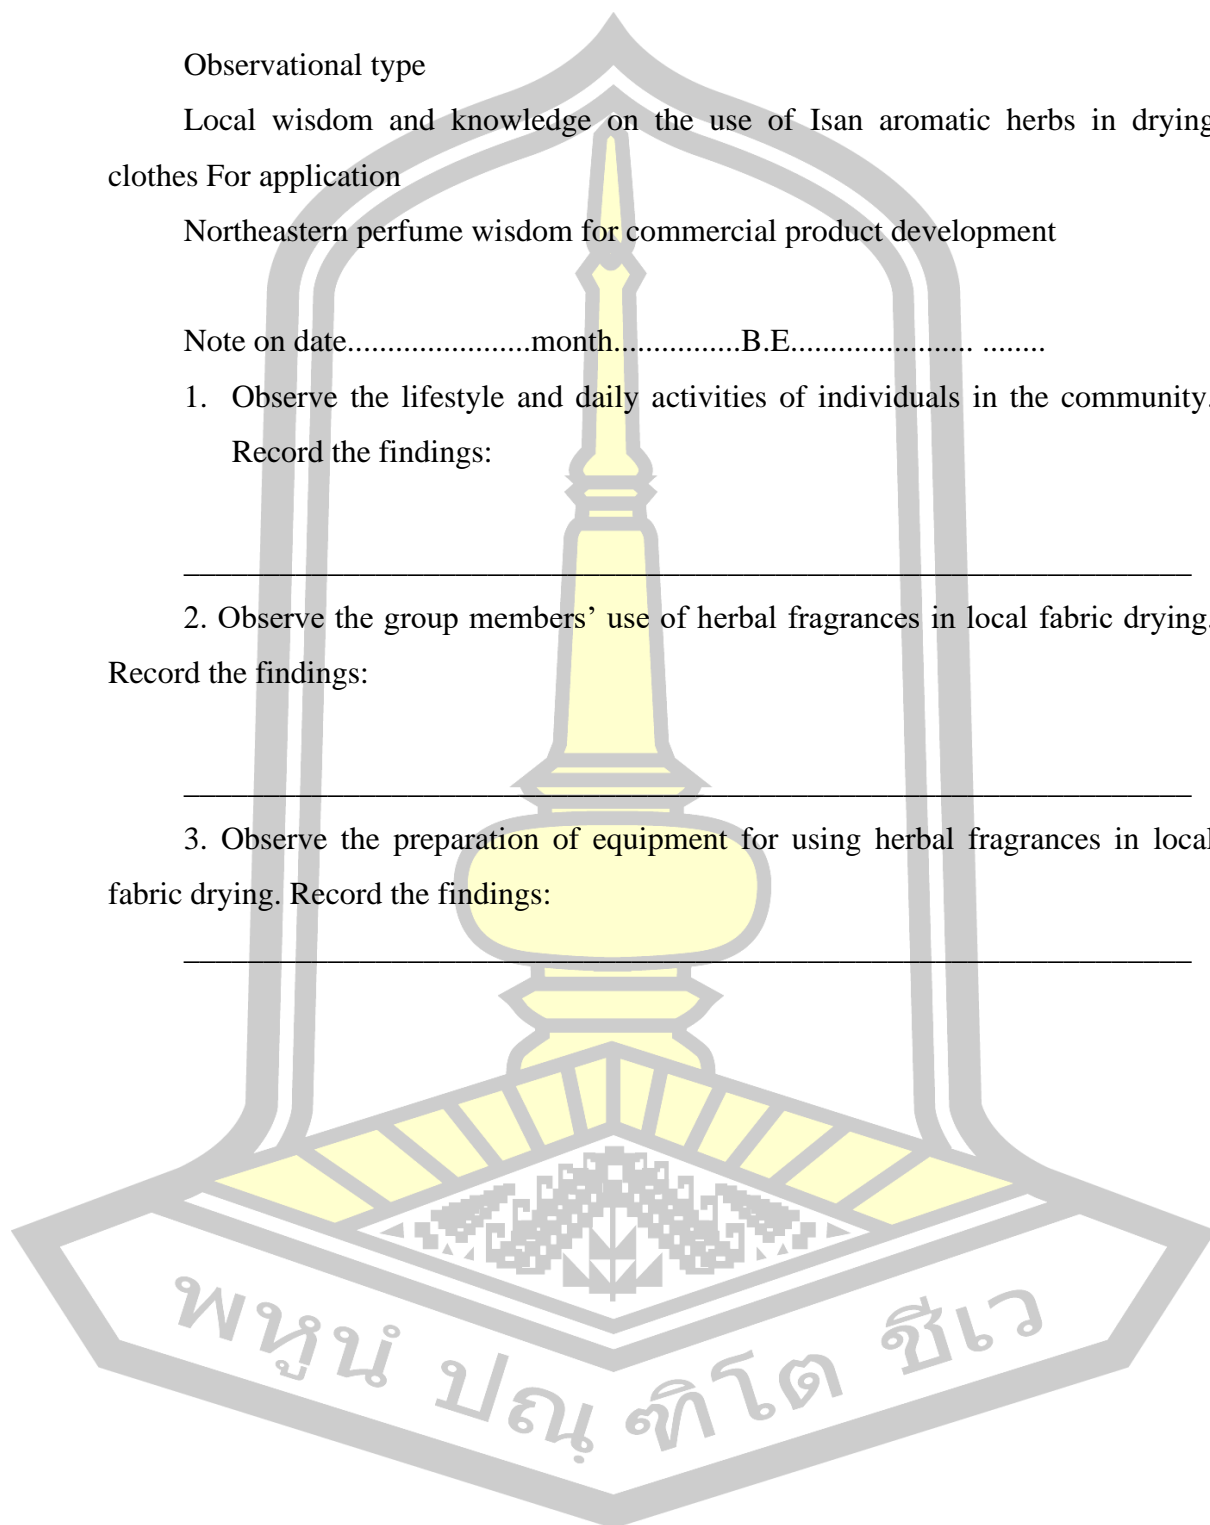 Observational type
Local wisdom and knowledge on the use of Isan aromatic herbs in drying
clothes For application
Northeastern perfume wisdom for commercial product development
Note on date.......................month................B.E....................... ........
1. Observe the lifestyle and daily activities of individuals in the community.
Record the findings:
_______________________________________________________________
2. Observe the group members’ use of herbal fragrances in local fabric drying.
Record the findings:
_______________________________________________________________
3. Observe the preparation of equipment for using herbal fragrances in local
fabric drying. Record the findings:
_______________________________________________________________
พหูนํ ปณฺ ฑิโต ชีเว